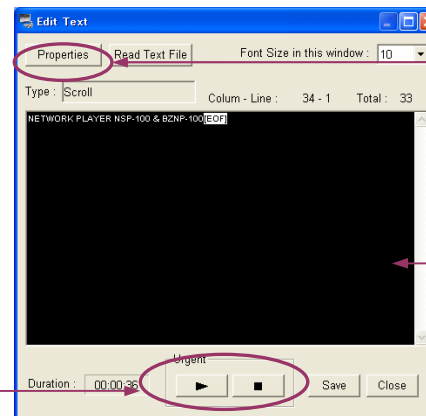 Edit Text
Properties Read Text File Font Size in this window : 10
Type : Scroll Colum - Line : 34 - 1 Total : 33
NETWORK PLAYER NSP-100 & BZNP-100[EOF]
Urgent
Duration : 00:00:36 Save Close